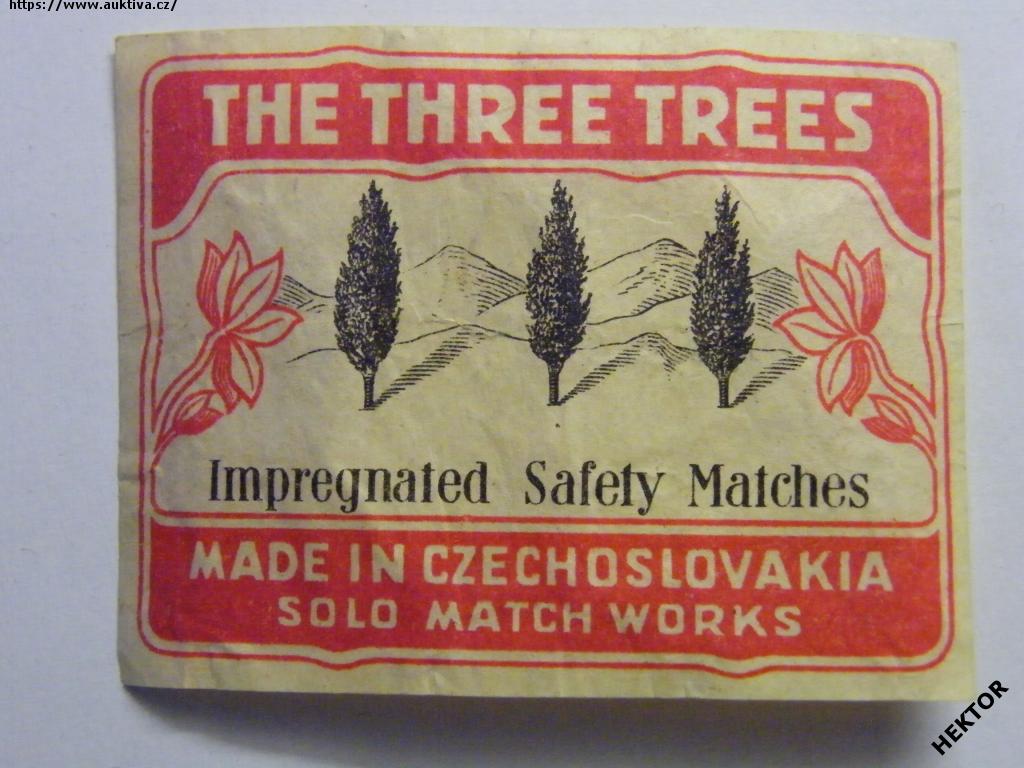 https://www.auktiva.cz/
THE THREE TREES
Impregnated Safety Matches
MADE IN CZECHOSLOVAKIA
SOLO MATCH WORKS
HEKTOR